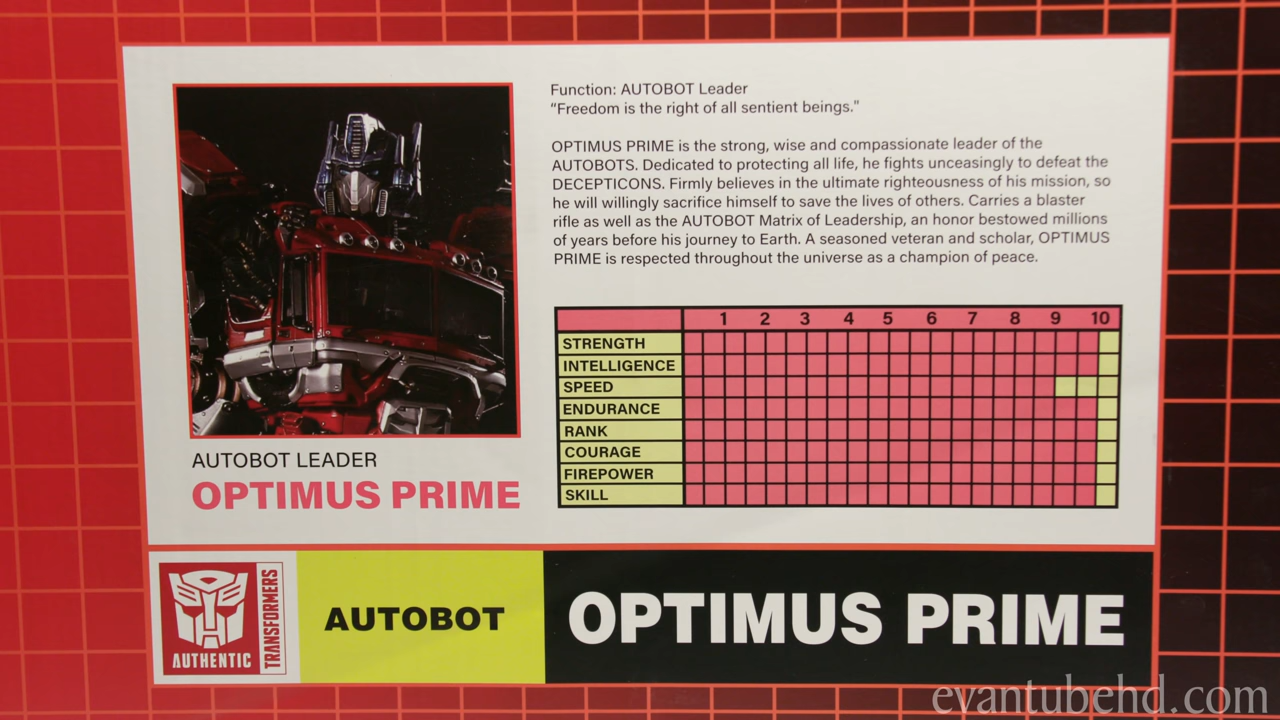 Function: AUTOBOT Leader
"Freedom is the right of all sentient beings."
OPTIMUS PRIME is the strong, wise and compassionate leader of the
AUTOBOTS. Dedicated to protecting all life, he fights unceasingly to defeat the
DECEPTICONS. Firmly believes in the ultimate righteousness of his mission, so
he will willingly sacrifice himself to save the lives of others. Carries a blaster
rifle as well as the AUTOBOT Matrix of Leadership, an honor bestowed millions
of years before his journey to Earth. A seasoned veteran and scholar, OPTIMUS
PRIME is respected throughout the universe as a champion of peace.
1 2 3 4 5 6 7 8 9 10
STRENGTH
INTELLIGENCE
SPEED
ENDURANCE
RANK
COURAGE
FIREPOWER
SKILL
AUTOBOT LEADER
OPTIMUS PRIME
AUTHENTIC
TRANSFORMERS
AUTOBOT
OPTIMUS PRIME
evantubehd.com